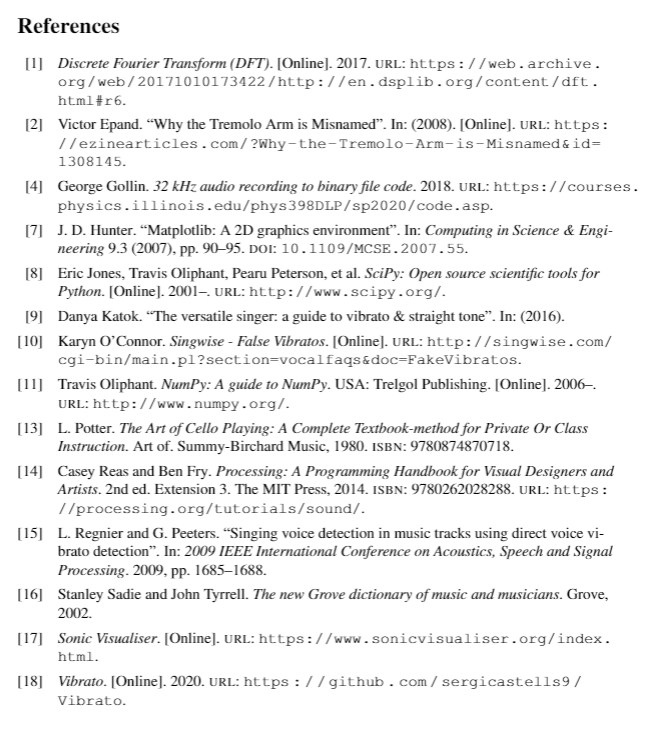 References
[1] Discrete Fourier Transform (DFT). [Online]. 2017. URL: https://web.archive.
org/web/20171010173422/http://en.dsplib.org/content/dft.
html#r6.
[2] Victor Epand. “Why the Tremolo Arm is Misnamed”. In: (2008). [Online]. URL: https:
//ezinearticles.com/?Why-the-Tremolo-Arm-is-Misnamed&id=
1308145.
[4] George Gollin. 32 kHz audio recording to binary file code. 2018. URL: https://courses.
physics.illinois.edu/phys398DLP/sp2020/code.asp.
[7] J. D. Hunter. “Matplotlib: A 2D graphics environment”. In: Computing in Science & Engi-
neering 9.3 (2007), pp. 90–95. DOI: 10.1109/MCSE.2007.55.
[8] Eric Jones, Travis Oliphant, Pearu Peterson, et al. SciPy: Open source scientific tools for
Python. [Online]. 2001–. URL: http://www.scipy.org/.
[9] Danya Katok. “The versatile singer: a guide to vibrato & straight tone”. In: (2016).
[10] Karyn O’Connor. Singwise - False Vibratos. [Online]. URL: http://singwise.com/
cgi-bin/main.pl?section=vocalfaqs&doc=FakeVibratos.
[11] Travis Oliphant. NumPy: A guide to NumPy. USA: Trelgol Publishing. [Online]. 2006–.
URL: http://www.numpy.org/.
[13] L. Potter. The Art of Cello Playing: A Complete Textbook-method for Private Or Class
Instruction. Art of. Summy-Birchard Music, 1980. ISBN: 9780874870718.
[14] Casey Reas and Ben Fry. Processing: A Programming Handbook for Visual Designers and
Artists. 2nd ed. Extension 3. The MIT Press, 2014. ISBN: 9780262028288. URL: https:
//processing.org/tutorials/sound/.
[15] L. Regnier and G. Peeters. “Singing voice detection in music tracks using direct voice vi-
brato detection”. In: 2009 IEEE International Conference on Acoustics, Speech and Signal
Processing. 2009, pp. 1685–1688.
[16] Stanley Sadie and John Tyrrell. The new Grove dictionary of music and musicians. Grove,
2002.
[17] Sonic Visualiser. [Online]. URL: https://www.sonicvisualiser.org/index.
html.
[18] Vibrato. [Online]. 2020. URL: https://github.com/sergicastells9/
Vibrato.